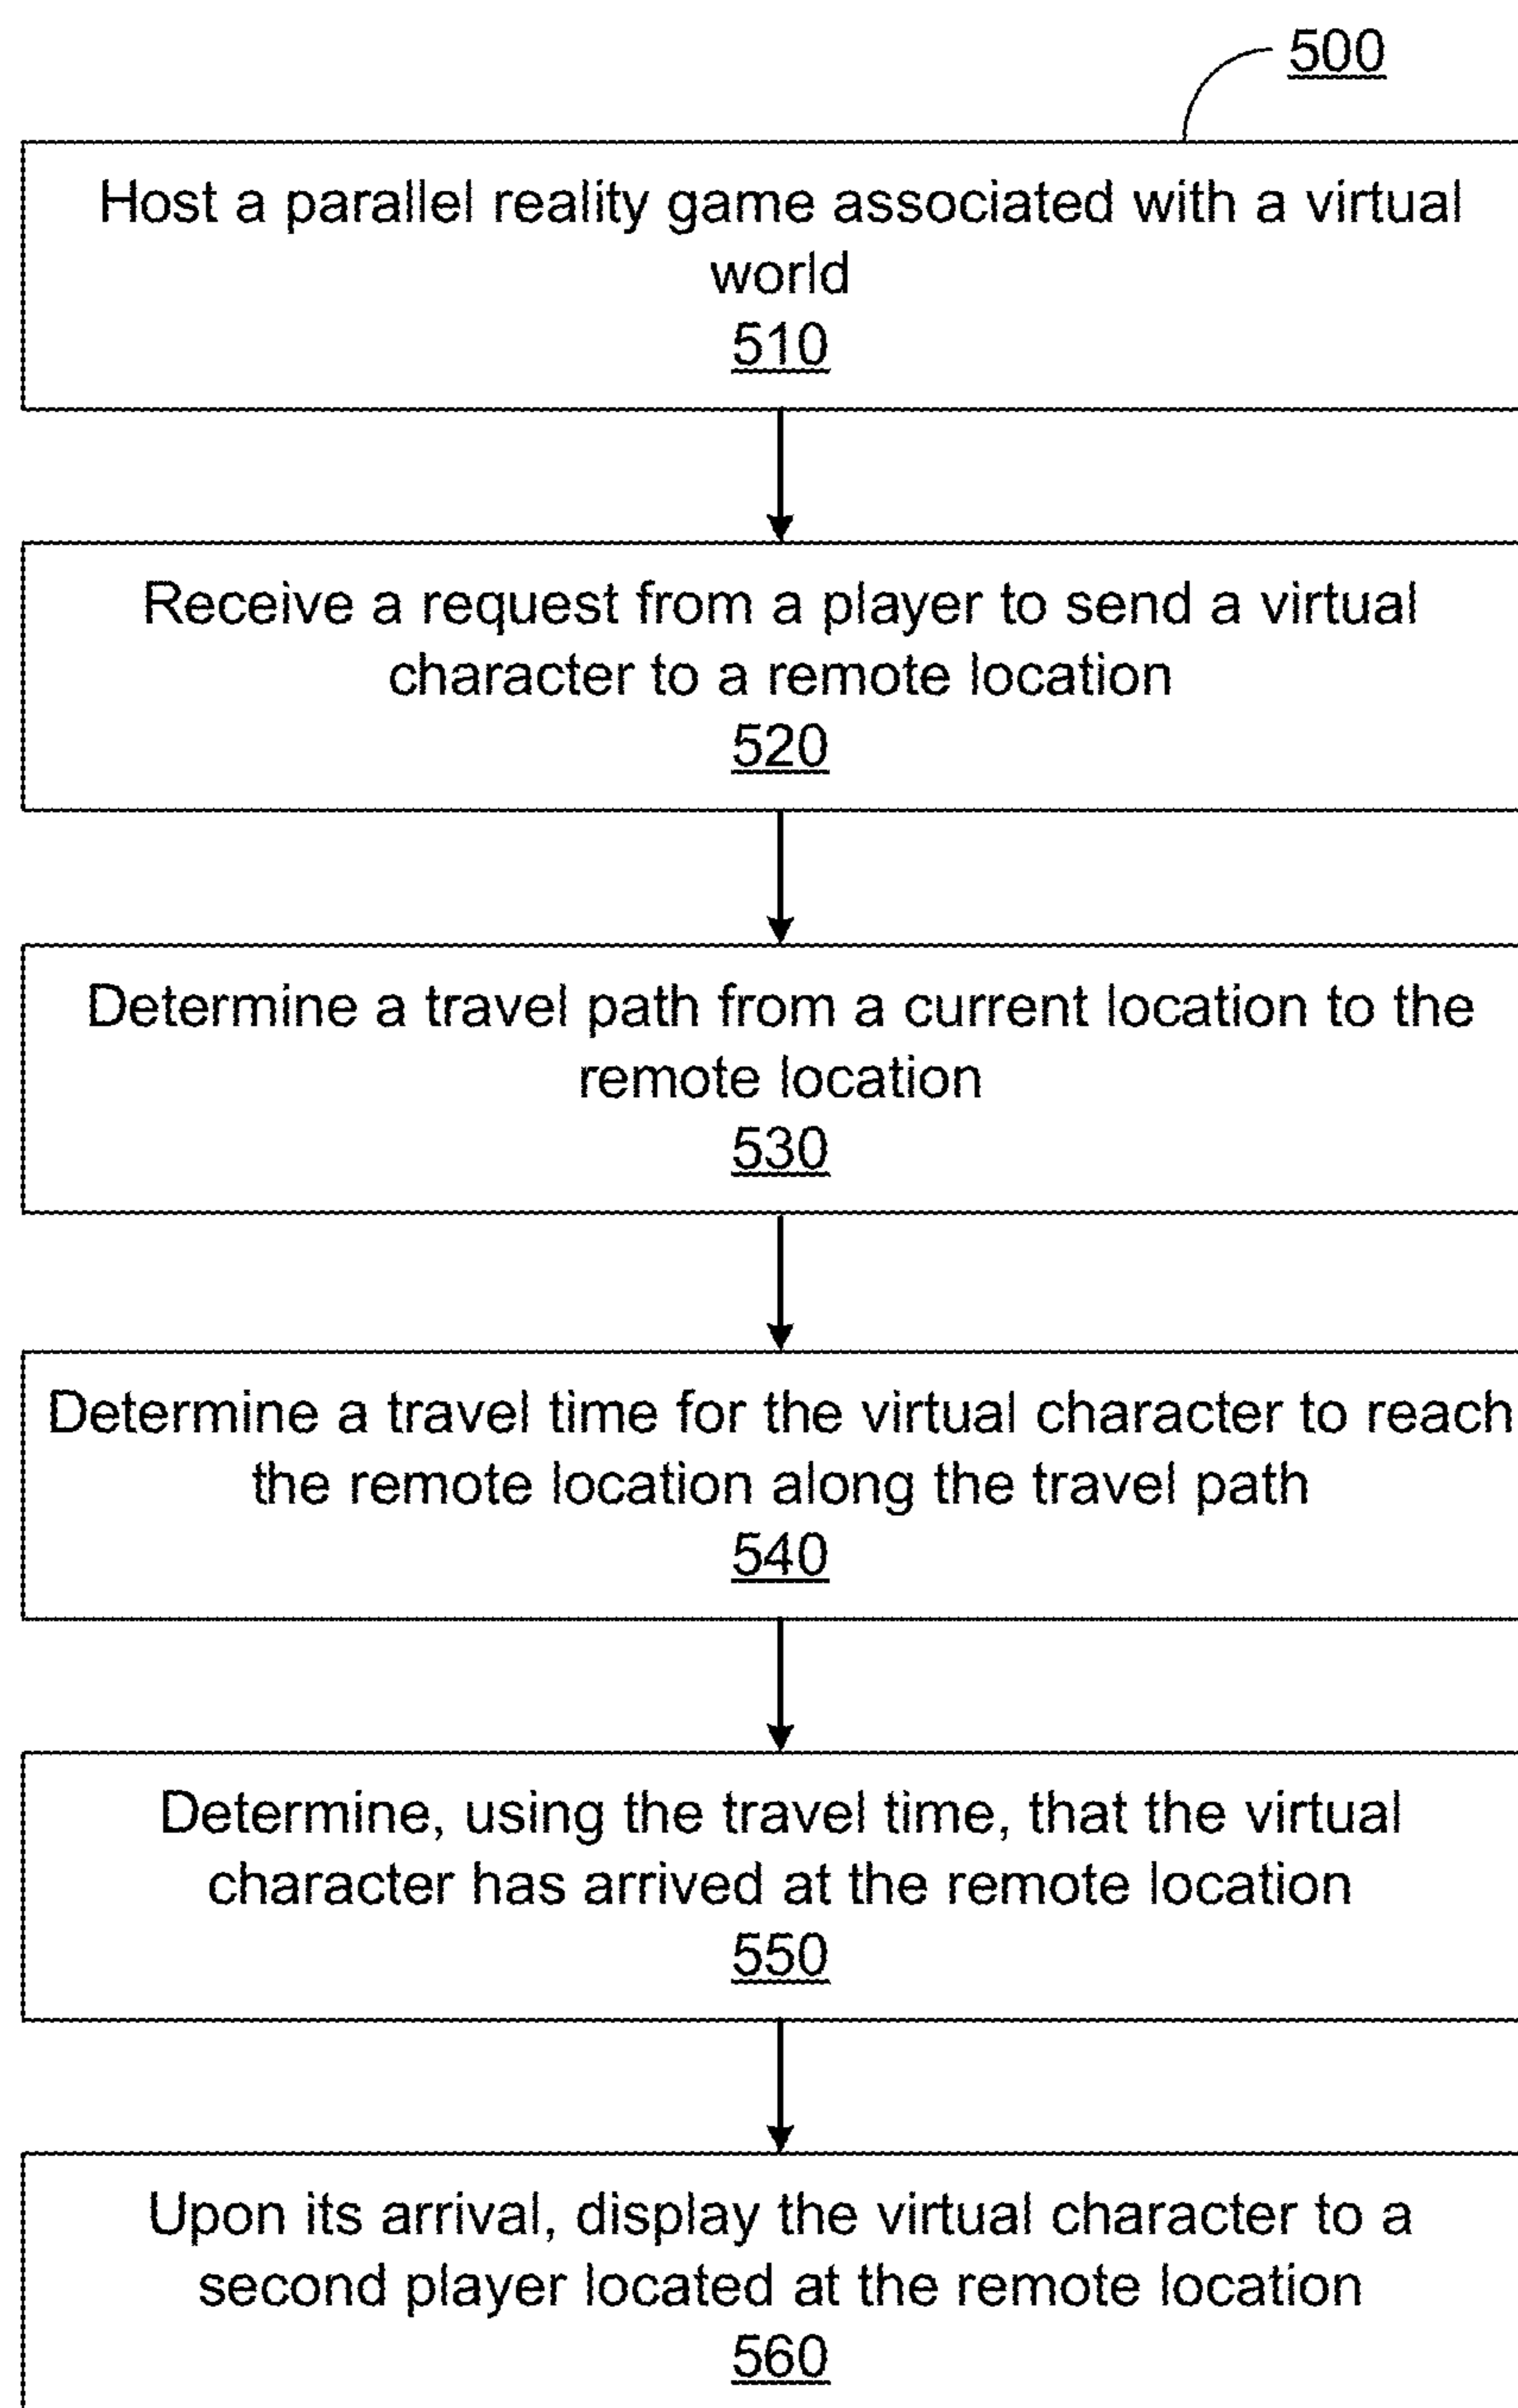 500
Host a parallel reality game associated with a virtual
world
510
Receive a request from a player to send a virtual
character to a remote location
520
Determine a travel path from a current location to the
remote location
530
Determine a travel time for the virtual character to reach
the remote location along the travel path
540
Determine, using the travel time, that the virtual
character has arrived at the remote location
550
Upon its arrival, display the virtual character to a
second player located at the remote location
560